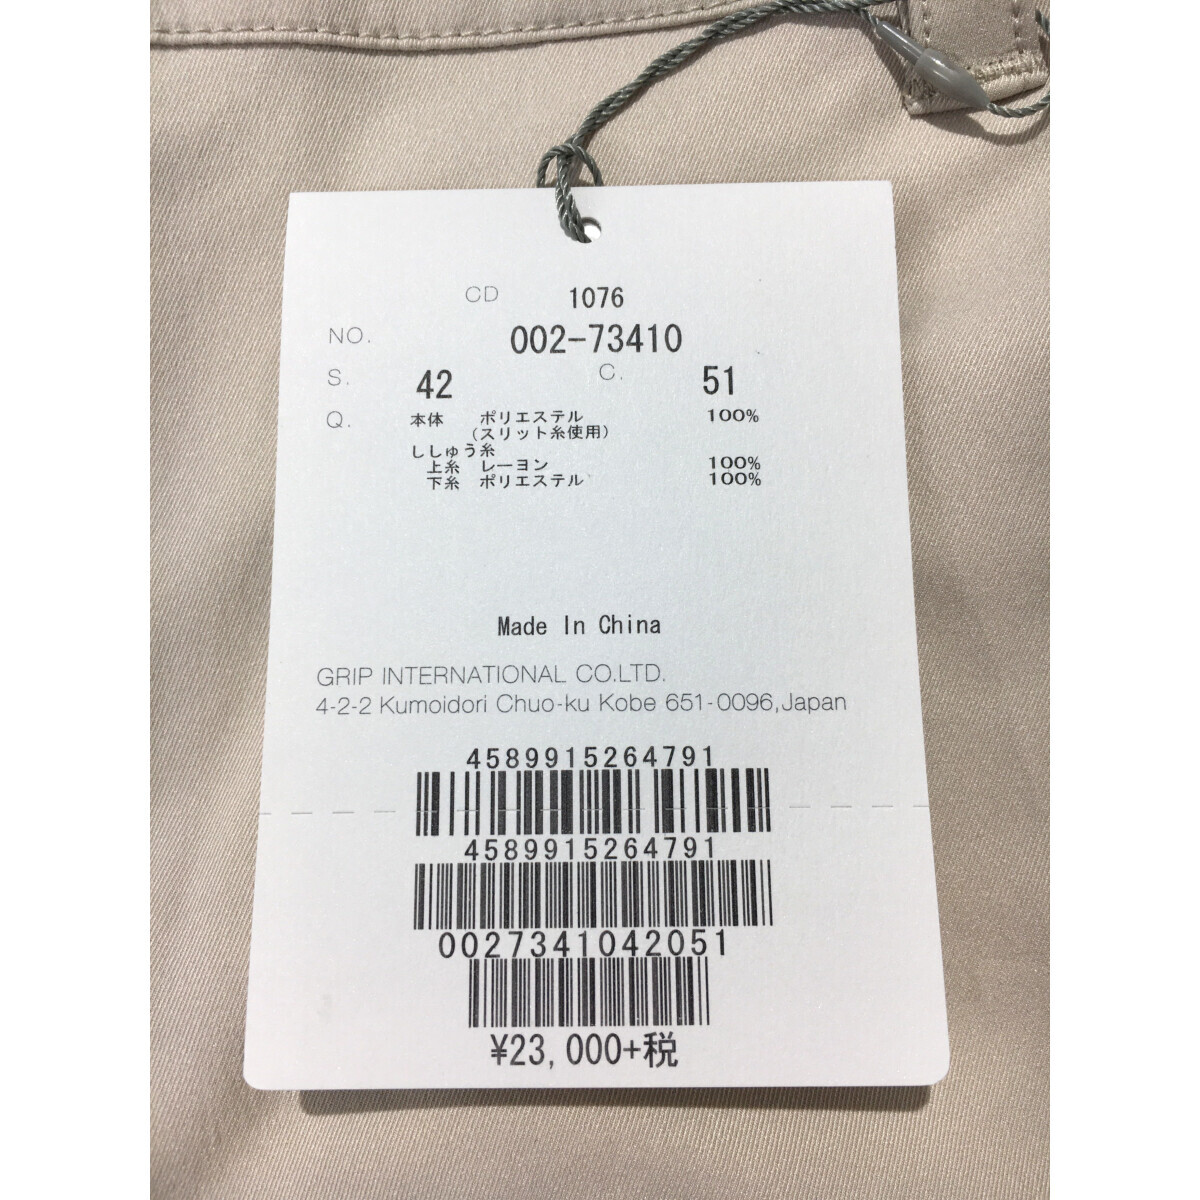 CD 1076
NO. 002-73410
S. 42 C. 51
Q. 本体 ポリエステル 100%
(スリット糸使用)
ししゅう糸
上糸 レーヨン 100%
下糸 ポリエステル 100%
Made In China
GRIP INTERNATIONAL CO.LTD.
4-2-2 Kumoidori Chuo-ku Kobe 651-0096,Japan
4589915264791
4589915264791
0027341042051
¥23,000+税